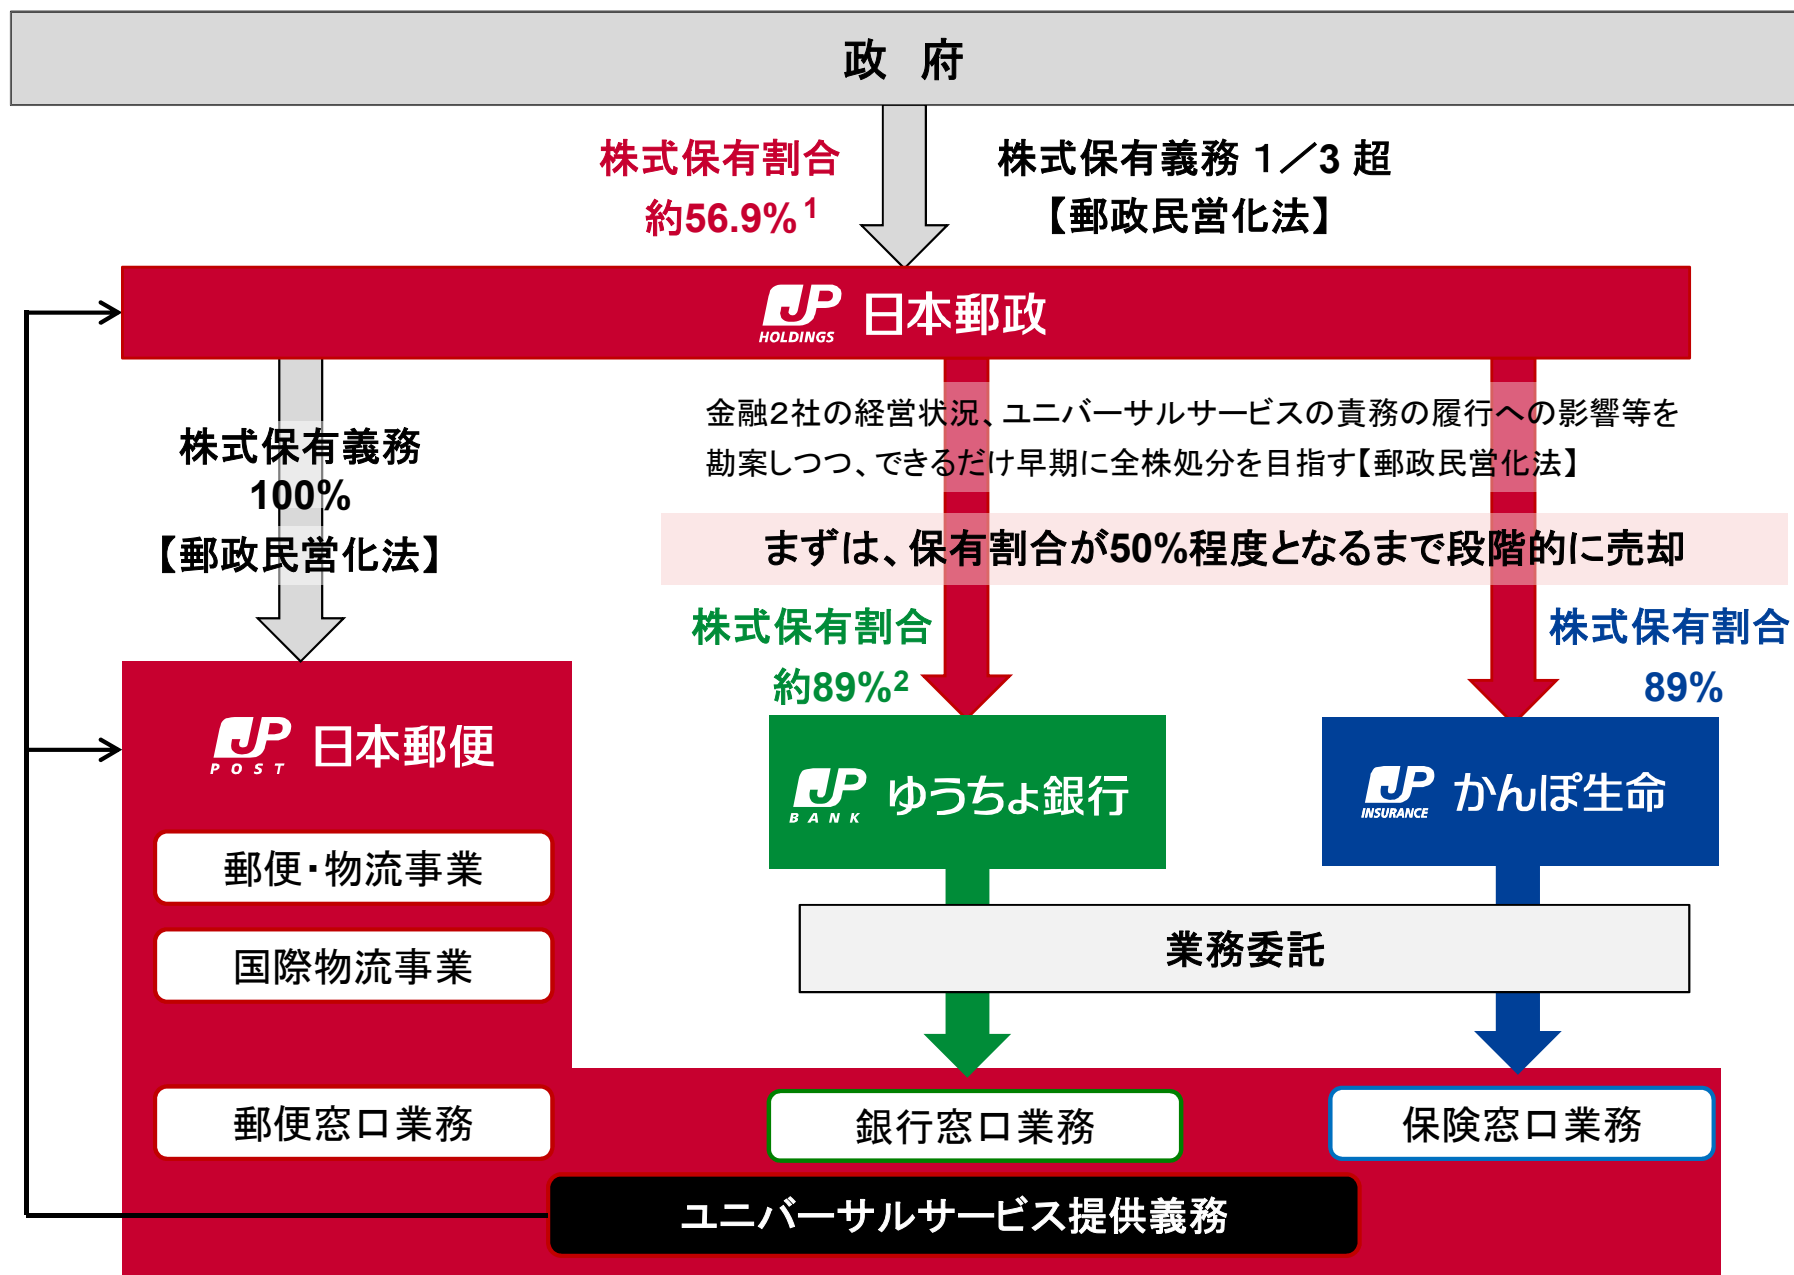 政 府
株式保有割合
約56.9% 1
株式保有義務 1/3 超
【郵政民営化法】
JP HOLDINGS 日本郵政
株式保有義務
100%
【郵政民営化法】
金融2社の経営状況、ユニバーサルサービスの責務の履行への影響等を
勘案しつつ、できるだけ早期に全株処分を目指す【郵政民営化法】
まずは、保有割合が50%程度となるまで段階的に売却
株式保有割合
約89%2
株式保有割合
89%
JP POST 日本郵便
JP BANK ゆうちょ銀行
JP INSURANCE かんぽ生命
郵便・物流事業
国際物流事業
業務委託
郵便窓口業務
銀行窓口業務
保険窓口業務
ユニバーサルサービス提供義務